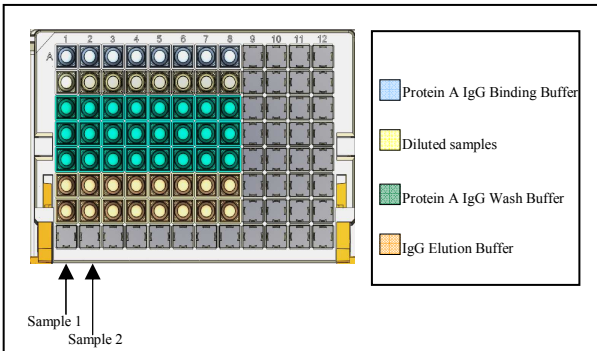 1 2 3 4 5 6 7 8 9 10 11 12
A
Protein A IgG Binding Buffer
Diluted samples
Protein A IgG Wash Buffer
IgG Elution Buffer
Sample 1
Sample 2